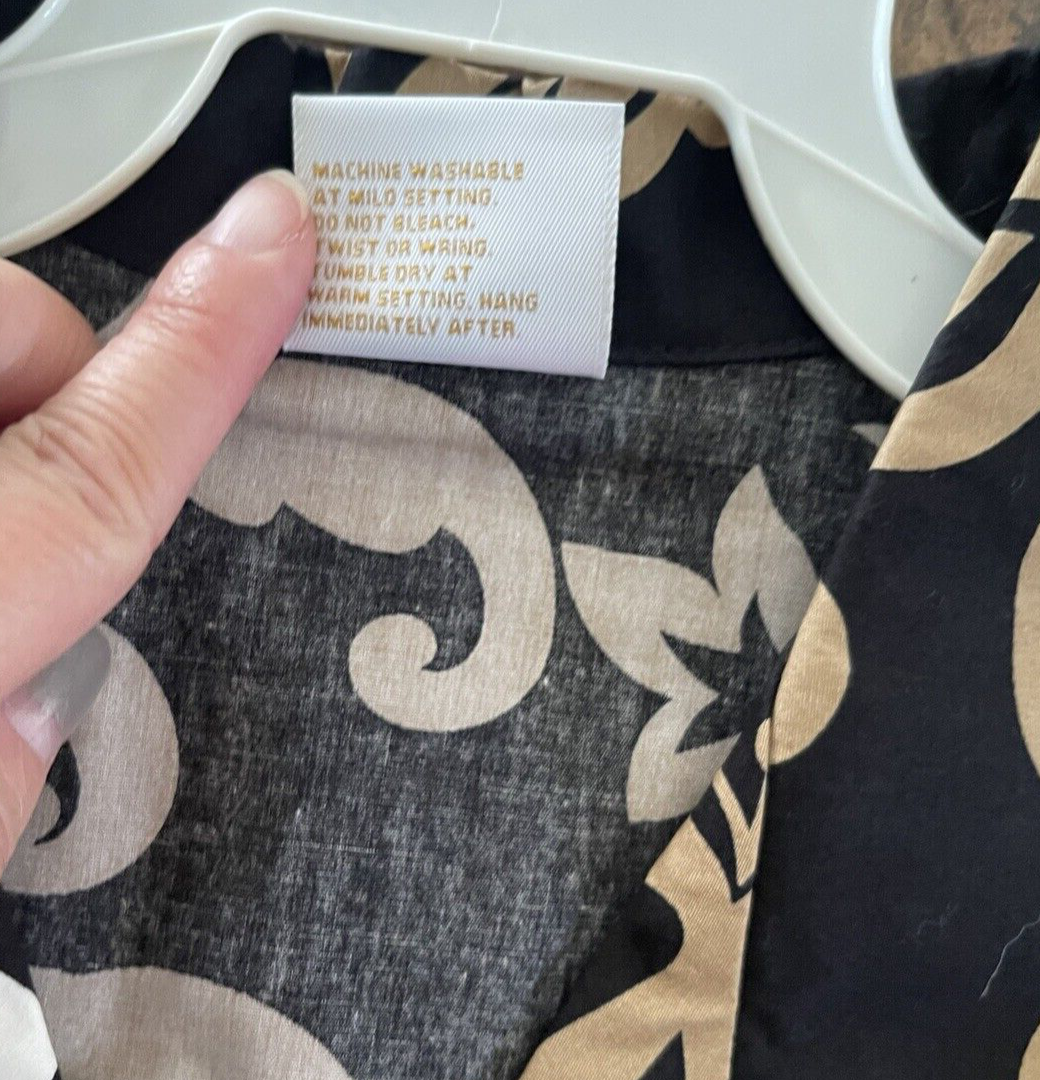 MACHINE WASHABLE
AT MILD SETTING.
DO NOT BLEACH,
TWIST OR WRING.
TUMBLE DRY AT
WARM SETTING. HANG
IMMEDIATELY AFTER